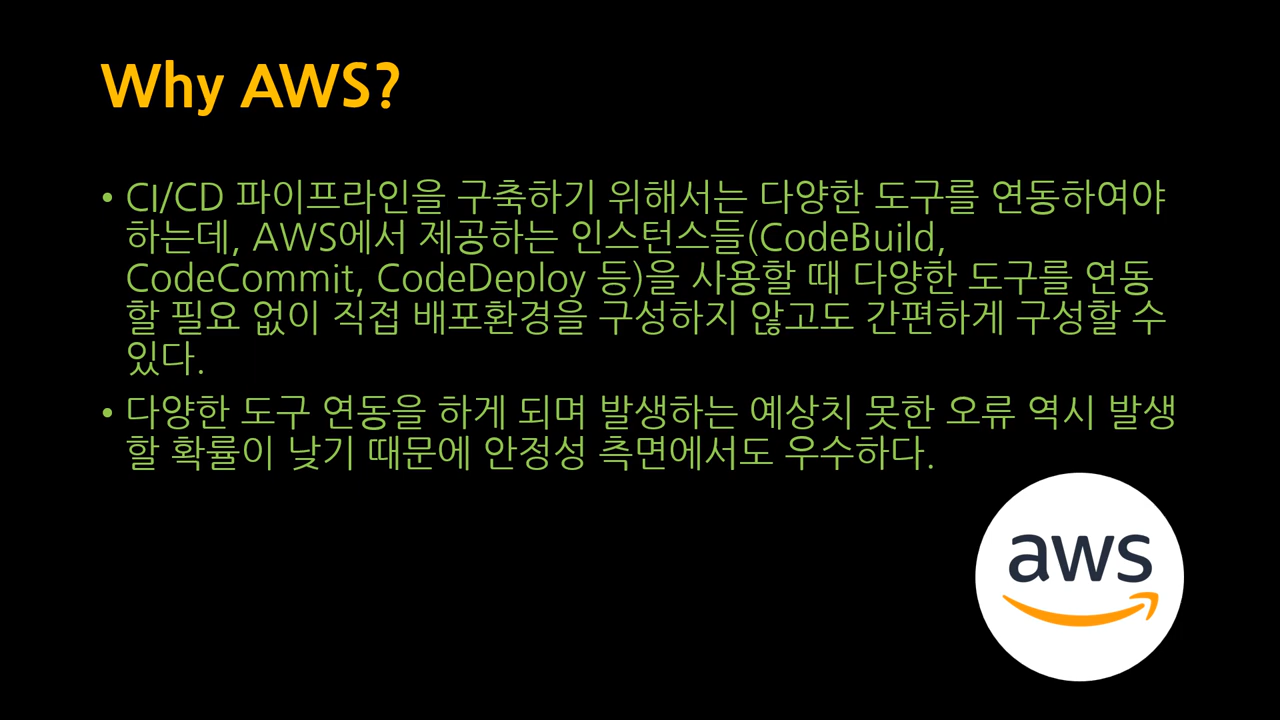 Why AWS?
• CI/CD 파이프라인을 구축하기 위해서는 다양한 도구를 연동하여야
하는데, AWS에서 제공하는 인스턴스들(CodeBuild,
CodeCommit, CodeDeploy 등)을 사용할 때 다양한 도구를 연동
할 필요 없이 직접 배포환경을 구성하지 않고도 간편하게 구성할 수
있다.
• 다양한 도구 연동을 하게 되며 발생하는 예상치 못한 오류 역시 발생
할 확률이 낮기 때문에 안정성 측면에서도 우수하다.
aws